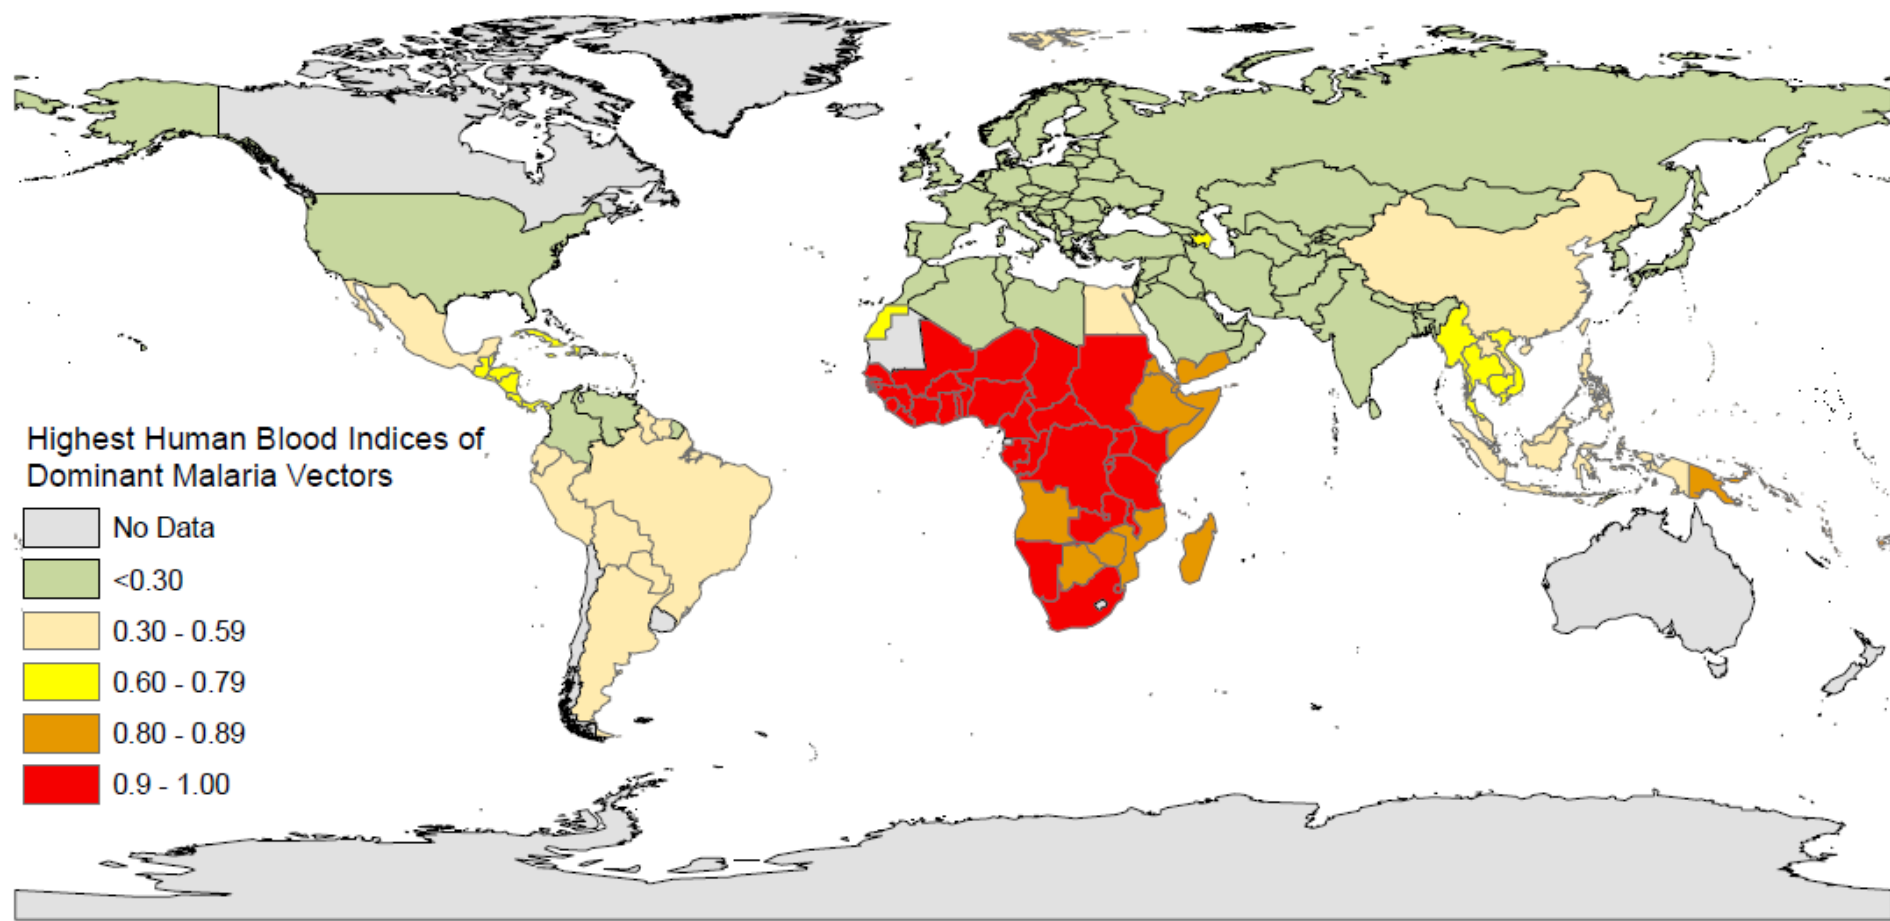 Highest Human Blood Indices of
Dominant Malaria Vectors
No Data
<0.30
0.30 - 0.59
0.60 - 0.79
0.80 - 0.89
0.9 - 1.00